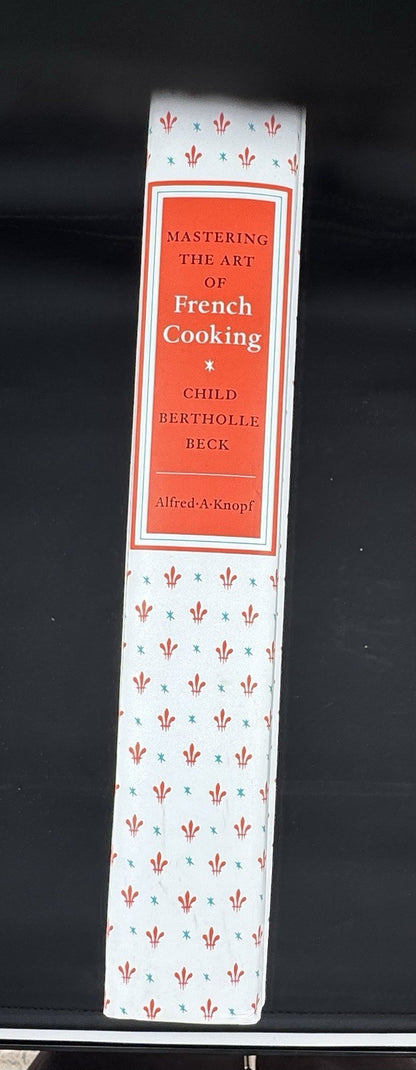 MASTERING
THE ART
OF
French
Cooking
CHILD
BERTHOLLE
BECK
Alfred·A·Knopf